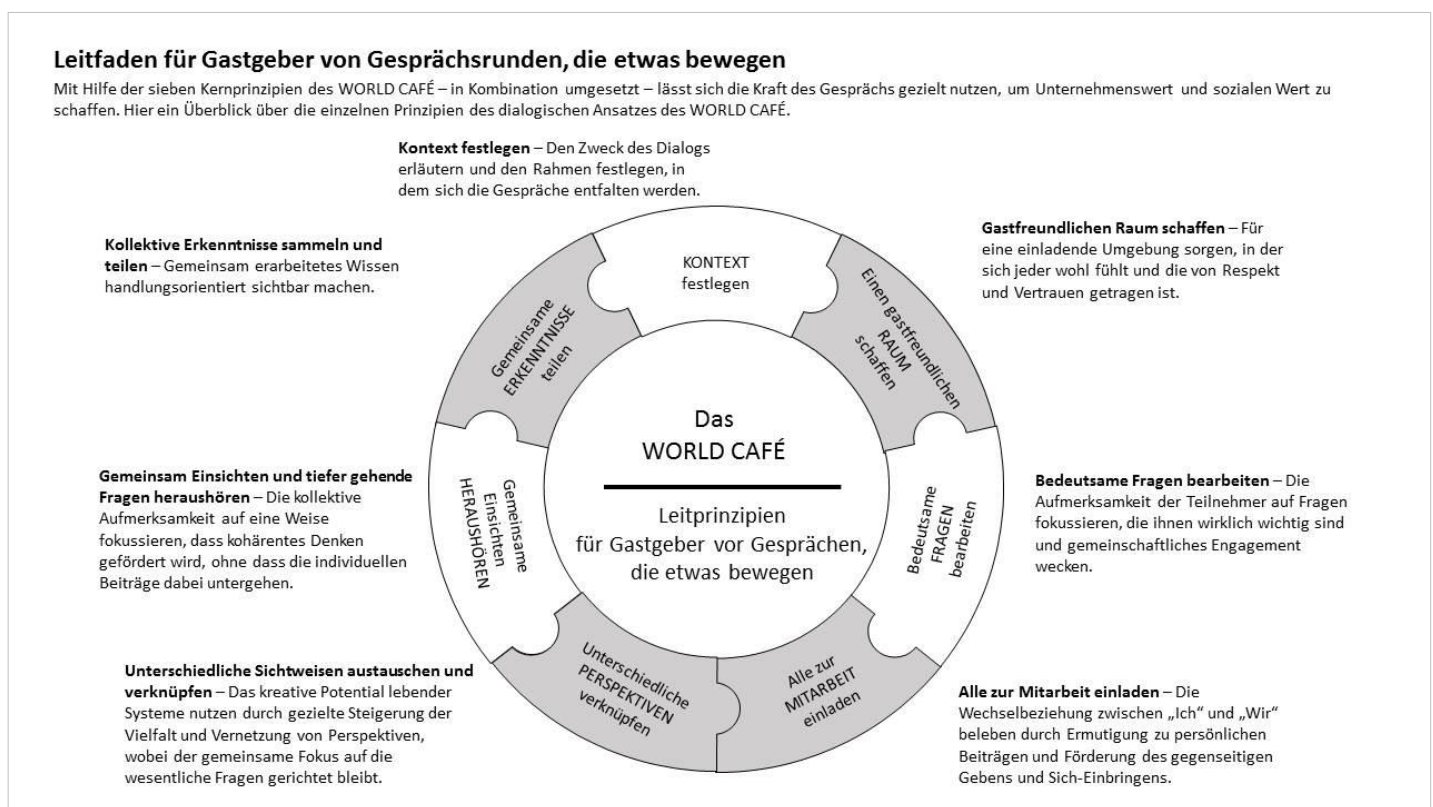 Leitfaden für Gastgeber von Gesprächsrunden, die etwas bewegen
Mit Hilfe der sieben Kernprinzipien des WORLD CAFÉ – in Kombination umgesetzt – lässt sich die Kraft des Gesprächs gezielt nutzen, um Unternehmenswert und sozialen Wert zu
schaffen. Hier ein Überblick über die einzelnen Prinzipien des dialogischen Ansatzes des WORLD CAFÉ.
Kontext festlegen – Den Zweck des Dialogs
erläutern und den Rahmen festlegen, in
dem sich die Gespräche entfalten werden.
Gastfreundlichen Raum schaffen – Für
eine einladende Umgebung sorgen, in der
sich jeder wohl fühlt und die von Respekt
und Vertrauen getragen ist.
Bedeutsame Fragen bearbeiten – Die
Aufmerksamkeit der Teilnehmer auf Fragen
fokussieren, die ihnen wirklich wichtig sind
und gemeinschaftliches Engagement
wecken.
Alle zur Mitarbeit einladen – Die
Wechselbeziehung zwischen „Ich“ und „Wir“
beleben durch Ermutigung zu persönlichen
Beiträgen und Förderung des gegenseitigen
Gebens und Sich-Einbringens.
Unterschiedliche Sichtweisen austauschen und
verknüpfen – Das kreative Potential lebender
Systeme nutzen durch gezielte Steigerung der
Vielfalt und Vernetzung von Perspektiven,
wobei der gemeinsame Fokus auf die
wesentliche Fragen gerichtet bleibt.
Gemeinsam Einsichten und tiefer gehende
Fragen heraushören – Die kollektive
Aufmerksamkeit auf eine Weise
fokussieren, dass kohärentes Denken
gefördert wird, ohne dass die individuellen
Beiträge dabei untergehen.
Kollektive Erkenntnisse sammeln und
teilen – Gemeinsam erarbeitetes Wissen
handlungsorientiert sichtbar machen.
KONTEXT
festlegen
Einen gastfreundlichen
RAUM
schaffen
Bedeutsame
FRAGEN
bearbeiten
Alle zur
MITARBEIT
einladen
Unterschiedliche
PERSPEKTIVEN
verknüpfen
Gemeinsame
Einsichten
HERAUSHÖREN
Gemeinsame
ERKENNTNISSE
teilen
Das
WORLD CAFÉ
Leitprinzipien
für Gastgeber vor Gesprächen,
die etwas bewegen